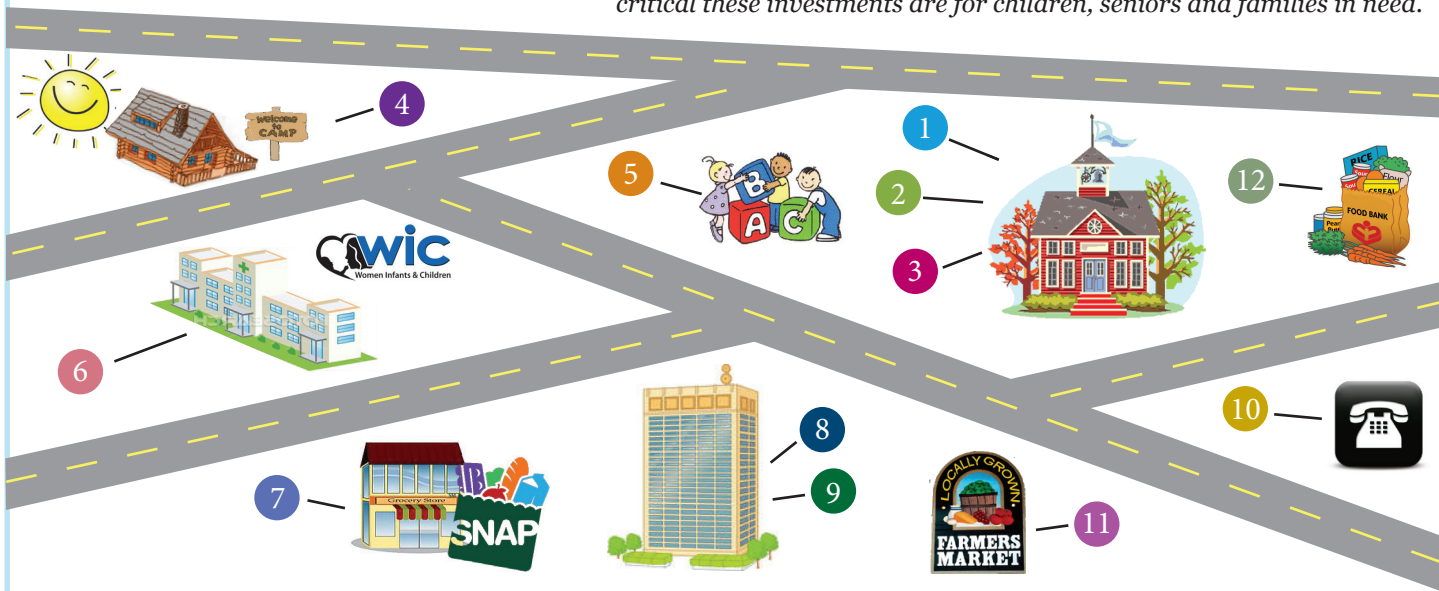 critical these investments are for children, seniors and families in need.
4
Welcome
to
CAMP
1
5
B
A C
2
3
12
RICE
Flour
CEREAL
FOOD BANK
WIC
Women Infants & Children
6
10
8
9
7
Grocery Store
SNAP
LOCALLY GROWN
FARMERS
MARKET
11